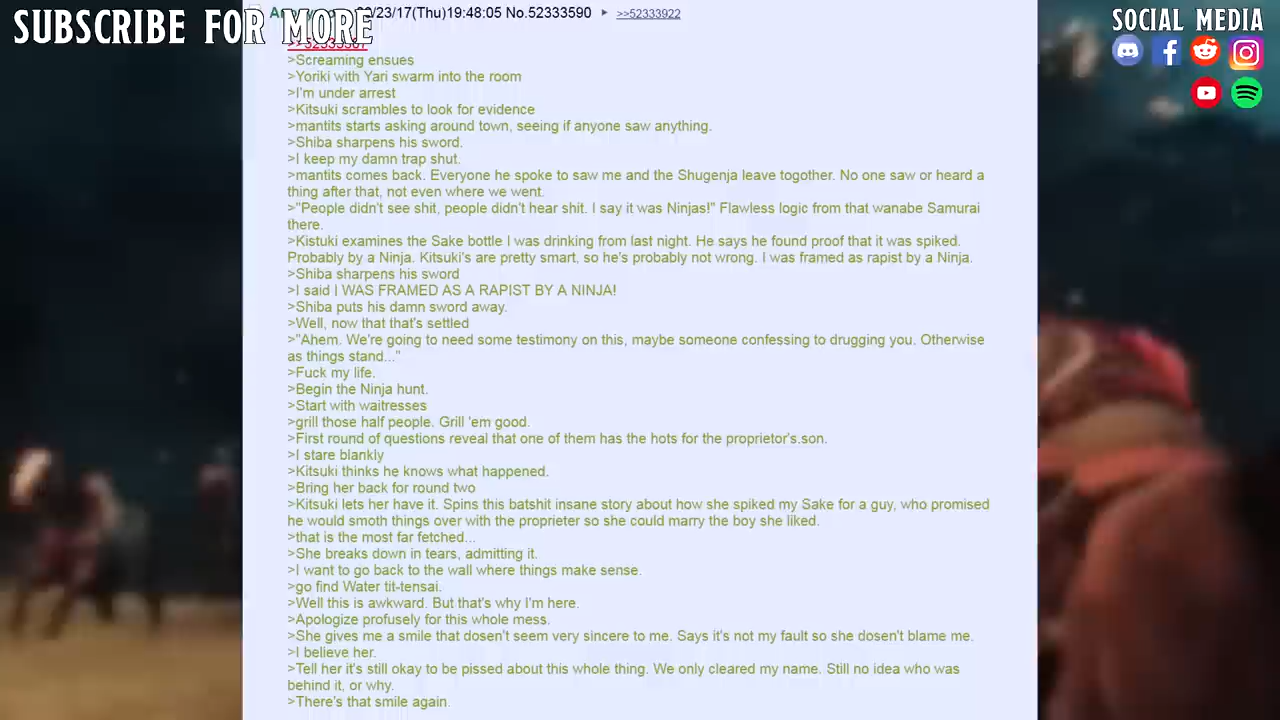 SUBSCRIBE FOR MORE
SOCIAL MEDIA
23/17(Thu)19:48:05 No.52333590 ▸ >>52333922
>Screaming ensues
>Yoriki with Yari swarm into the room
>I'm under arrest
>Kitsuki scrambles to look for evidence
>mantits starts asking around town, seeing if anyone saw anything.
>Shiba sharpens his sword.
>I keep my damn trap shut.
>mantits comes back. Everyone he spoke to saw me and the Shugenja leave togother. No one saw or heard a
thing after that, not even where we went.
>"People didn't see shit, people didn't hear shit. I say it was Ninjas!" Flawless logic from that wanabe Samurai
there.
>Kistuki examines the Sake bottle I was drinking from last night. He says he found proof that it was spiked.
Probably by a Ninja. Kitsuki's are pretty smart, so he's probably not wrong. I was framed as rapist by a Ninja.
>Shiba sharpens his sword
>I said I WAS FRAMED AS A RAPIST BY A NINJA!
>Shiba puts his damn sword away.
>Well, now that that's settled
>"Ahem. We're going to need some testimony on this, maybe someone confessing to drugging you. Otherwise
as things stand..."
>Fuck my life.
>Begin the Ninja hunt.
>Start with waitresses
>grill those half people. Grill 'em good.
>First round of questions reveal that one of them has the hots for the proprietor's.son.
>I stare blankly
>Kitsuki thinks he knows what happened.
>Bring her back for round two
>Kitsuki lets her have it. Spins this batshit insane story about how she spiked my Sake for a guy, who promised
he would smoth things over with the proprieter so she could marry the boy she liked.
>that is the most far fetched...
>She breaks down in tears, admitting it.
>I want to go back to the wall where things make sense.
>go find Water tit-tensai.
>Well this is awkward. But that's why I'm here.
>Apologize profusely for this whole mess.
>She gives me a smile that dosen't seem very sincere to me. Says it's not my fault so she dosen't blame me.
>I believe her.
>Tell her it's still okay to be pissed about this whole thing. We only cleared my name. Still no idea who was
behind it, or why.
>There's that smile again.